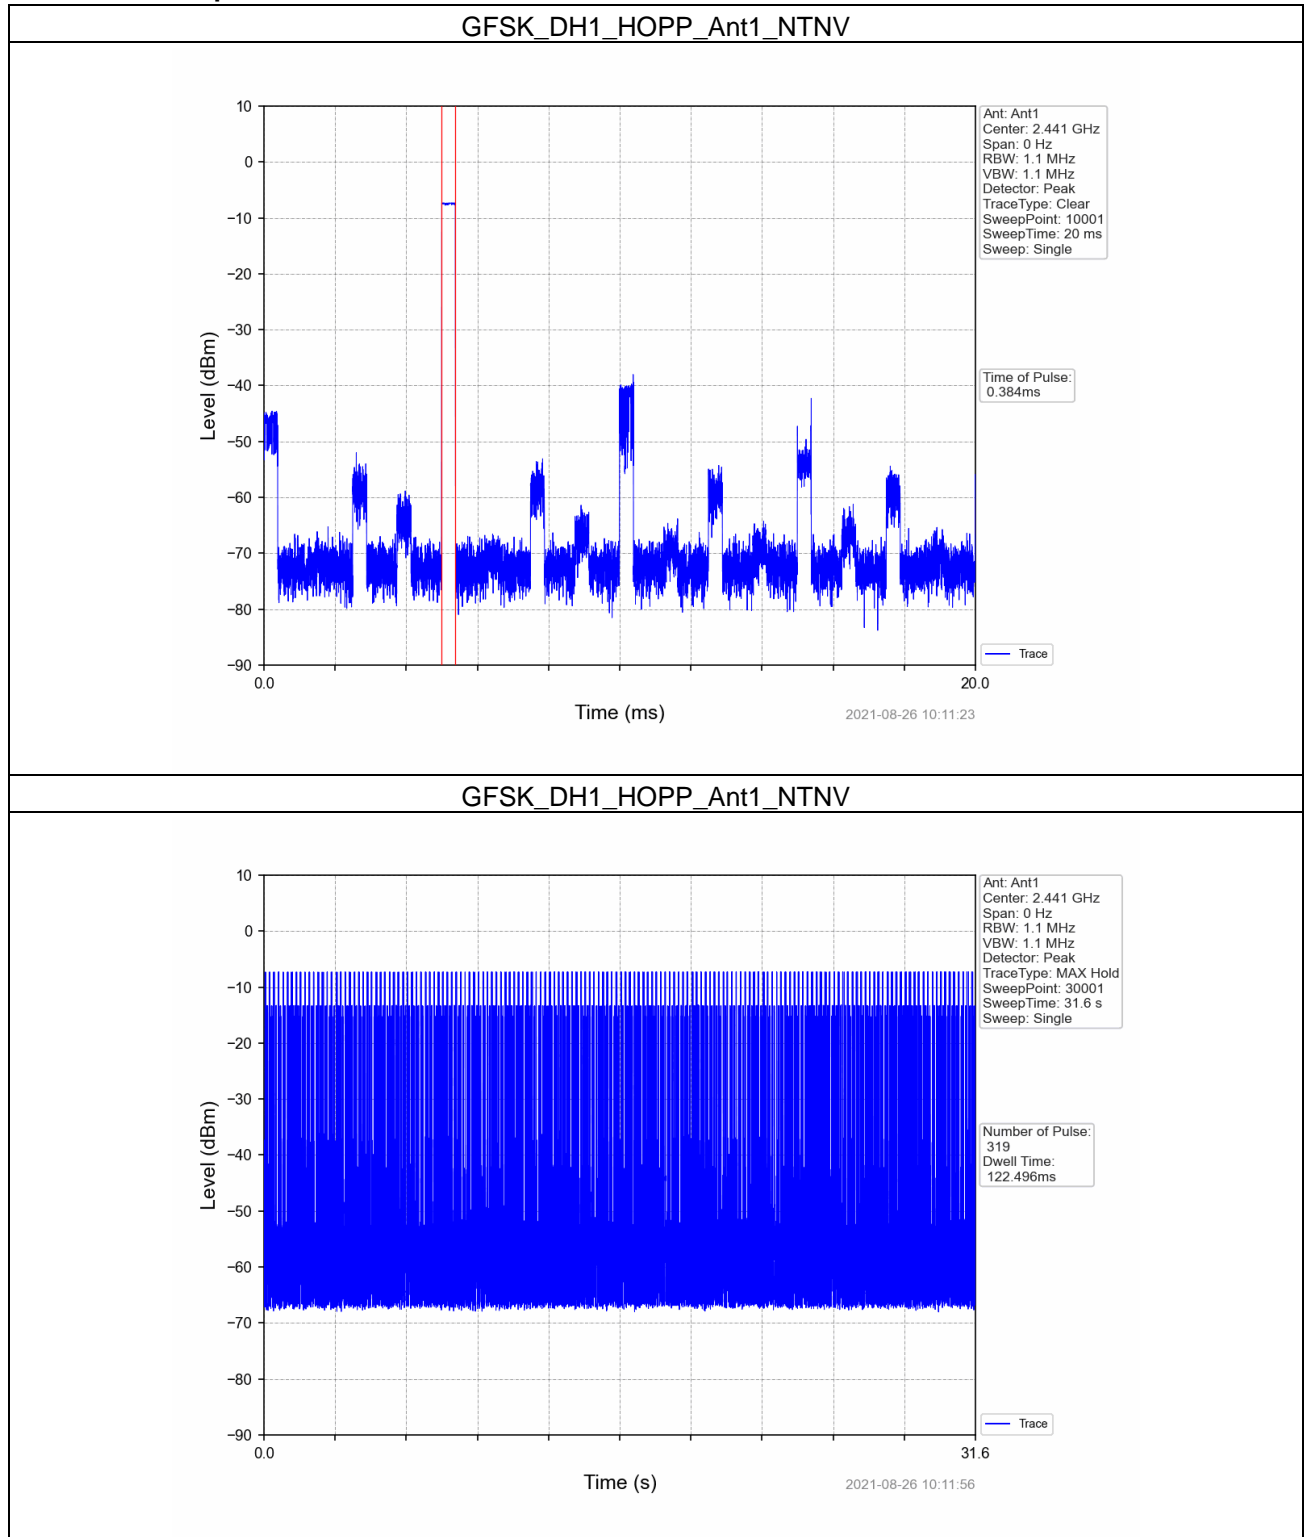 GFSK_DH1_HOPP_Ant1_NTNV
10
0
−10
−20
−30
−40
−50
−60
−70
−80
−90
Level (dBm)
0.0
20.0
Time (ms)
2021-08-26 10:11:23
Ant: Ant1
Center: 2.441 GHz
Span: 0 Hz
RBW: 1.1 MHz
VBW: 1.1 MHz
Detector: Peak
TraceType: Clear
SweepPoint: 10001
SweepTime: 20 ms
Sweep: Single
Time of Pulse:
0.384ms
Trace
GFSK_DH1_HOPP_Ant1_NTNV
10
0
−10
−20
−30
−40
−50
−60
−70
−80
−90
Level (dBm)
0.0
31.6
Time (s)
2021-08-26 10:11:56
Ant: Ant1
Center: 2.441 GHz
Span: 0 Hz
RBW: 1.1 MHz
VBW: 1.1 MHz
Detector: Peak
TraceType: MAX Hold
SweepPoint: 30001
SweepTime: 31.6 s
Sweep: Single
Number of Pulse:
319
Dwell Time:
122.496ms
Trace